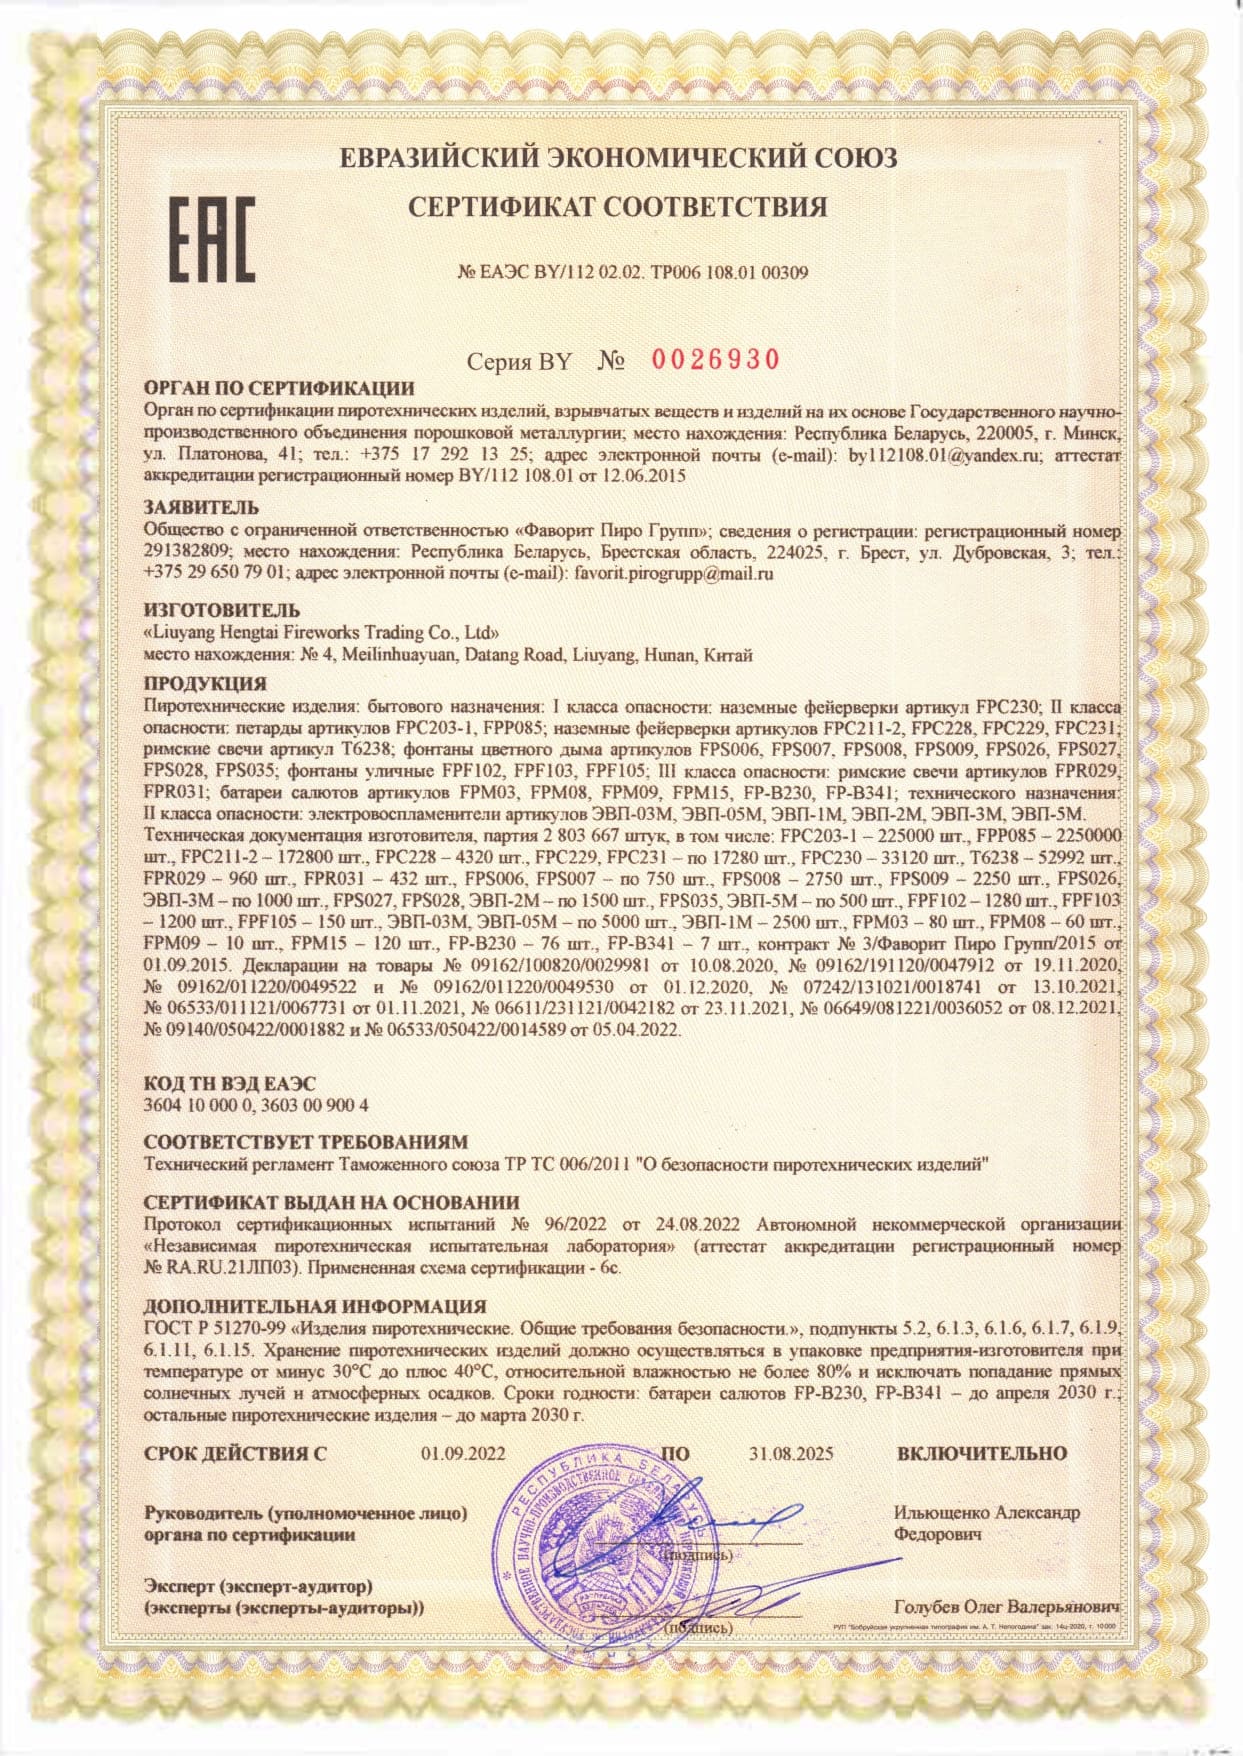 ЕВРАЗИЙСКИЙ ЭКОНОМИЧЕСКИЙ СОЮЗ
EAC
СЕРТИФИКАТ СООТВЕТСТВИЯ
№ ЕАЭС BY/112 02.02. ТР006 108.01 00309
Серия BY № 0026930
ОРГАН ПО СЕРТИФИКАЦИИ
Орган по сертификации пиротехнических изделий, взрывчатых веществ и изделий на их основе Государственного научно-
производственного объединения порошковой металлургии; место нахождения: Республика Беларусь, 220005, г. Минск,
ул. Платонова, 41; тел.: +375 17 292 13 25; адрес электронной почты (e-mail): by112108.01@yandex.ru; аттестат
аккредитации регистрационный номер BY/112 108.01 от 12.06.2015
ЗАЯВИТЕЛЬ
Общество с ограниченной ответственностью «Фаворит Пиро Групп»; сведения о регистрации: регистрационный номер
291382809; место нахождения: Республика Беларусь, Брестская область, 224025, г. Брест, ул. Дубровская, 3; тел.:
+375 29 650 79 01; адрес электронной почты (e-mail): favorit.pirogrupp@mail.ru
ИЗГОТОВИТЕЛЬ
«Liuyang Hengtai Fireworks Trading Co., Ltd»
место нахождения: № 4, Meilinhuayuan, Datang Road, Liuyang, Hunan, Китай
ПРОДУКЦИЯ
Пиротехнические изделия: бытового назначения: I класса опасности: наземные фейерверки артикул FPC230; II класса
опасности: петарды артикулов FPC203-1, FPP085; наземные фейерверки артикулов FPC211-2, FPC228, FPC229, FPC231;
римские свечи артикул T6238; фонтаны цветного дыма артикулов FPS006, FPS007, FPS008, FPS009, FPS026, FPS027,
FPS028, FPS035; фонтаны уличные FPF102, FPF103, FPF105; III класса опасности: римские свечи артикулов FPR029,
FPR031; батареи салютов артикулов FPM03, FPM08, FPM09, FPM15, FP-B230, FP-B341; технического назначения:
II класса опасности: электровоспламенители артикулов ЭВП-03М, ЭВП-05М, ЭВП-1М, ЭВП-2М, ЭВП-3М, ЭВП-5М.
Техническая документация изготовителя, партия 2 803 667 штук, в том числе: FPC203-1 – 225000 шт., FPP085 – 2250000
шт., FPC211-2 – 172800 шт., FPC228 – 4320 шт., FPC229, FPC231 – по 17280 шт., FPC230 – 33120 шт., T6238 – 52992 шт.,
FPR029 – 960 шт., FPR031 – 432 шт., FPS006, FPS007 – по 750 шт., FPS008 – 2750 шт., FPS009 – 2250 шт., FPS026,
ЭВП-3М – по 1000 шт., FPS027, FPS028, ЭВП-2М – по 1500 шт., FPS035, ЭВП-5М – по 500 шт., FPF102 – 1280 шт., FPF103
– 1200 шт., FPF105 – 150 шт., ЭВП-03М, ЭВП-05М – по 5000 шт., ЭВП-1М – 2500 шт., FPM03 – 80 шт., FPM08 – 60 шт.,
FPM09 – 10 шт., FPM15 – 120 шт., FP-B230 – 76 шт., FP-B341 – 7 шт., контракт № 3/Фаворит Пиро Групп/2015 от
01.09.2015. Декларации на товары № 09162/100820/0029981 от 10.08.2020, № 09162/191120/0047912 от 19.11.2020,
№ 09162/011220/0049522 и № 09162/011220/0049530 от 01.12.2020, № 07242/131021/0018741 от 13.10.2021,
№ 06533/011121/0067731 от 01.11.2021, № 06611/231121/0042182 от 23.11.2021, № 06649/081221/0036052 от 08.12.2021,
№ 09140/050422/0001882 и № 06533/050422/0014589 от 05.04.2022.
КОД ТН ВЭД ЕАЭС
3604 10 000 0, 3603 00 900 4
СООТВЕТСТВУЕТ ТРЕБОВАНИЯМ
Технический регламент Таможенного союза ТР ТС 006/2011 "О безопасности пиротехнических изделий"
СЕРТИФИКАТ ВЫДАН НА ОСНОВАНИИ
Протокол сертификационных испытаний № 96/2022 от 24.08.2022 Автономной некоммерческой организации
«Независимая пиротехническая испытательная лаборатория» (аттестат аккредитации регистрационный номер
№ RA.RU.21ЛП03). Примененная схема сертификации - 6с.
ДОПОЛНИТЕЛЬНАЯ ИНФОРМАЦИЯ
ГОСТ Р 51270-99 «Изделия пиротехнические. Общие требования безопасности.», подпункты 5.2, 6.1.3, 6.1.6, 6.1.7, 6.1.9,
6.1.11, 6.1.15. Хранение пиротехнических изделий должно осуществляться в упаковке предприятия-изготовителя при
температуре от минус 30°С до плюс 40°С, относительной влажностью не более 80% и исключать попадание прямых
солнечных лучей и атмосферных осадков. Сроки годности: батареи салютов FP-B230, FP-B341 – до апреля 2030 г.;
остальные пиротехнические изделия – до марта 2030 г.
СРОК ДЕЙСТВИЯ С 01.09.2022 ПО 31.08.2025 ВКЛЮЧИТЕЛЬНО
РЕСПУБЛИКА БЕЛАРУСЬ
Руководитель (уполномоченное лицо) Ильющенко Александр
органа по сертификации Федорович
(подпись)
Эксперт (эксперт-аудитор)
(эксперты (эксперты-аудиторы)) Голубев Олег Валерьянович
(подпись)
РУП "Бобруйская укрупненная типография им. А. Т. Непогодина" зак. 14ц-2020, т. 10 000